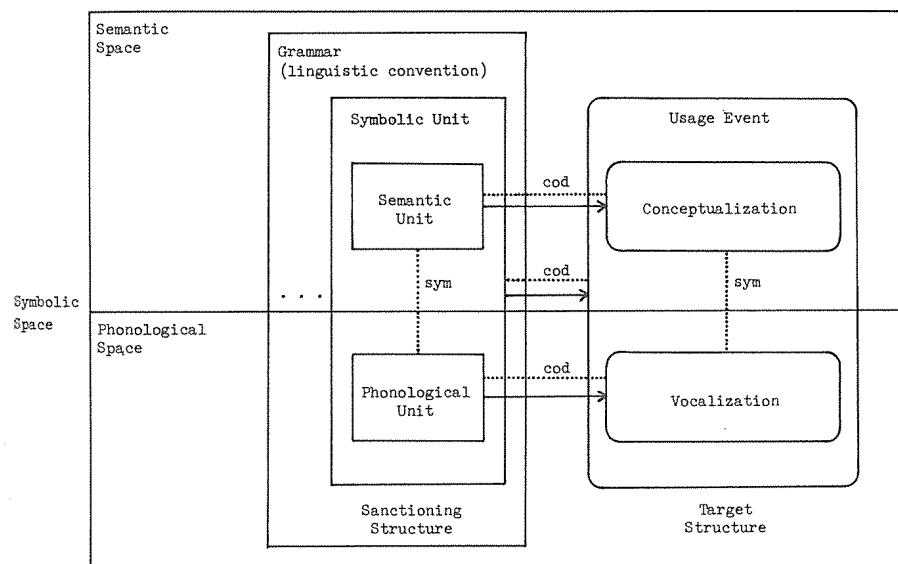 Semantic
Space
Grammar
(linguistic convention)
Symbolic Unit
Usage Event
cod
Semantic
Unit
Conceptualization
sym
cod
sym
. . .
Symbolic
Space
Phonological
Space
cod
Phonological
Unit
Vocalization
Sanctioning
Structure
Target
Structure